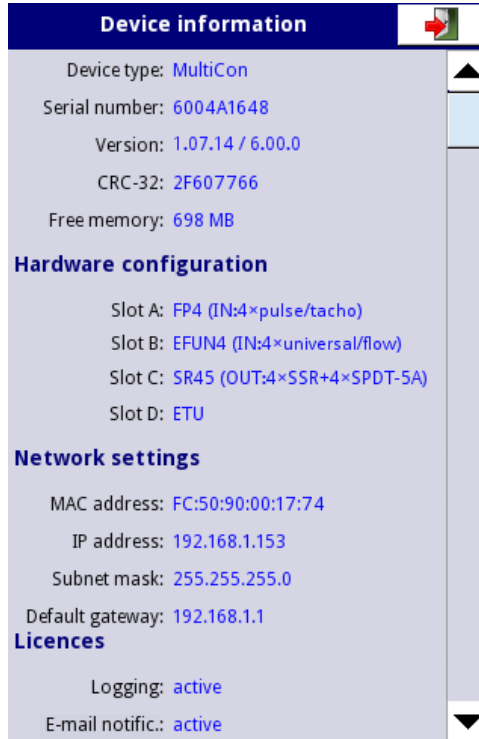 Device information
Device type: MultiCon
Serial number: 6004A1648
Version: 1.07.14 / 6.00.0
CRC-32: 2F607766
Free memory: 698 MB
Hardware configuration
Slot A: FP4 (IN:4×pulse/tacho)
Slot B: EFUN4 (IN:4×universal/flow)
Slot C: SR45 (OUT:4×SSR+4×SPDT-5A)
Slot D: ETU
Network settings
MAC address: FC:50:90:00:17:74
IP address: 192.168.1.153
Subnet mask: 255.255.255.0
Default gateway: 192.168.1.1
Licences
Logging: active
E-mail notific.: active